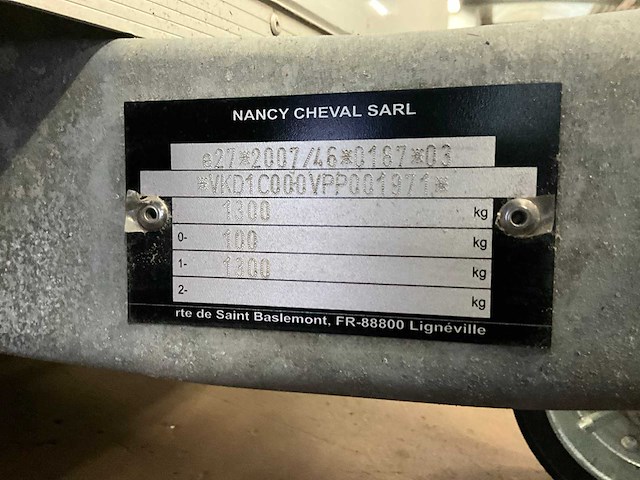 NANCY CHEVAL SARL
e27*2007/46*0187*03
*VKD1C000VPP001971*
1300 kg
0- 100 kg
1- 1300 kg
2- kg
rte de Saint Baslemont, FR-88800 Lignéville